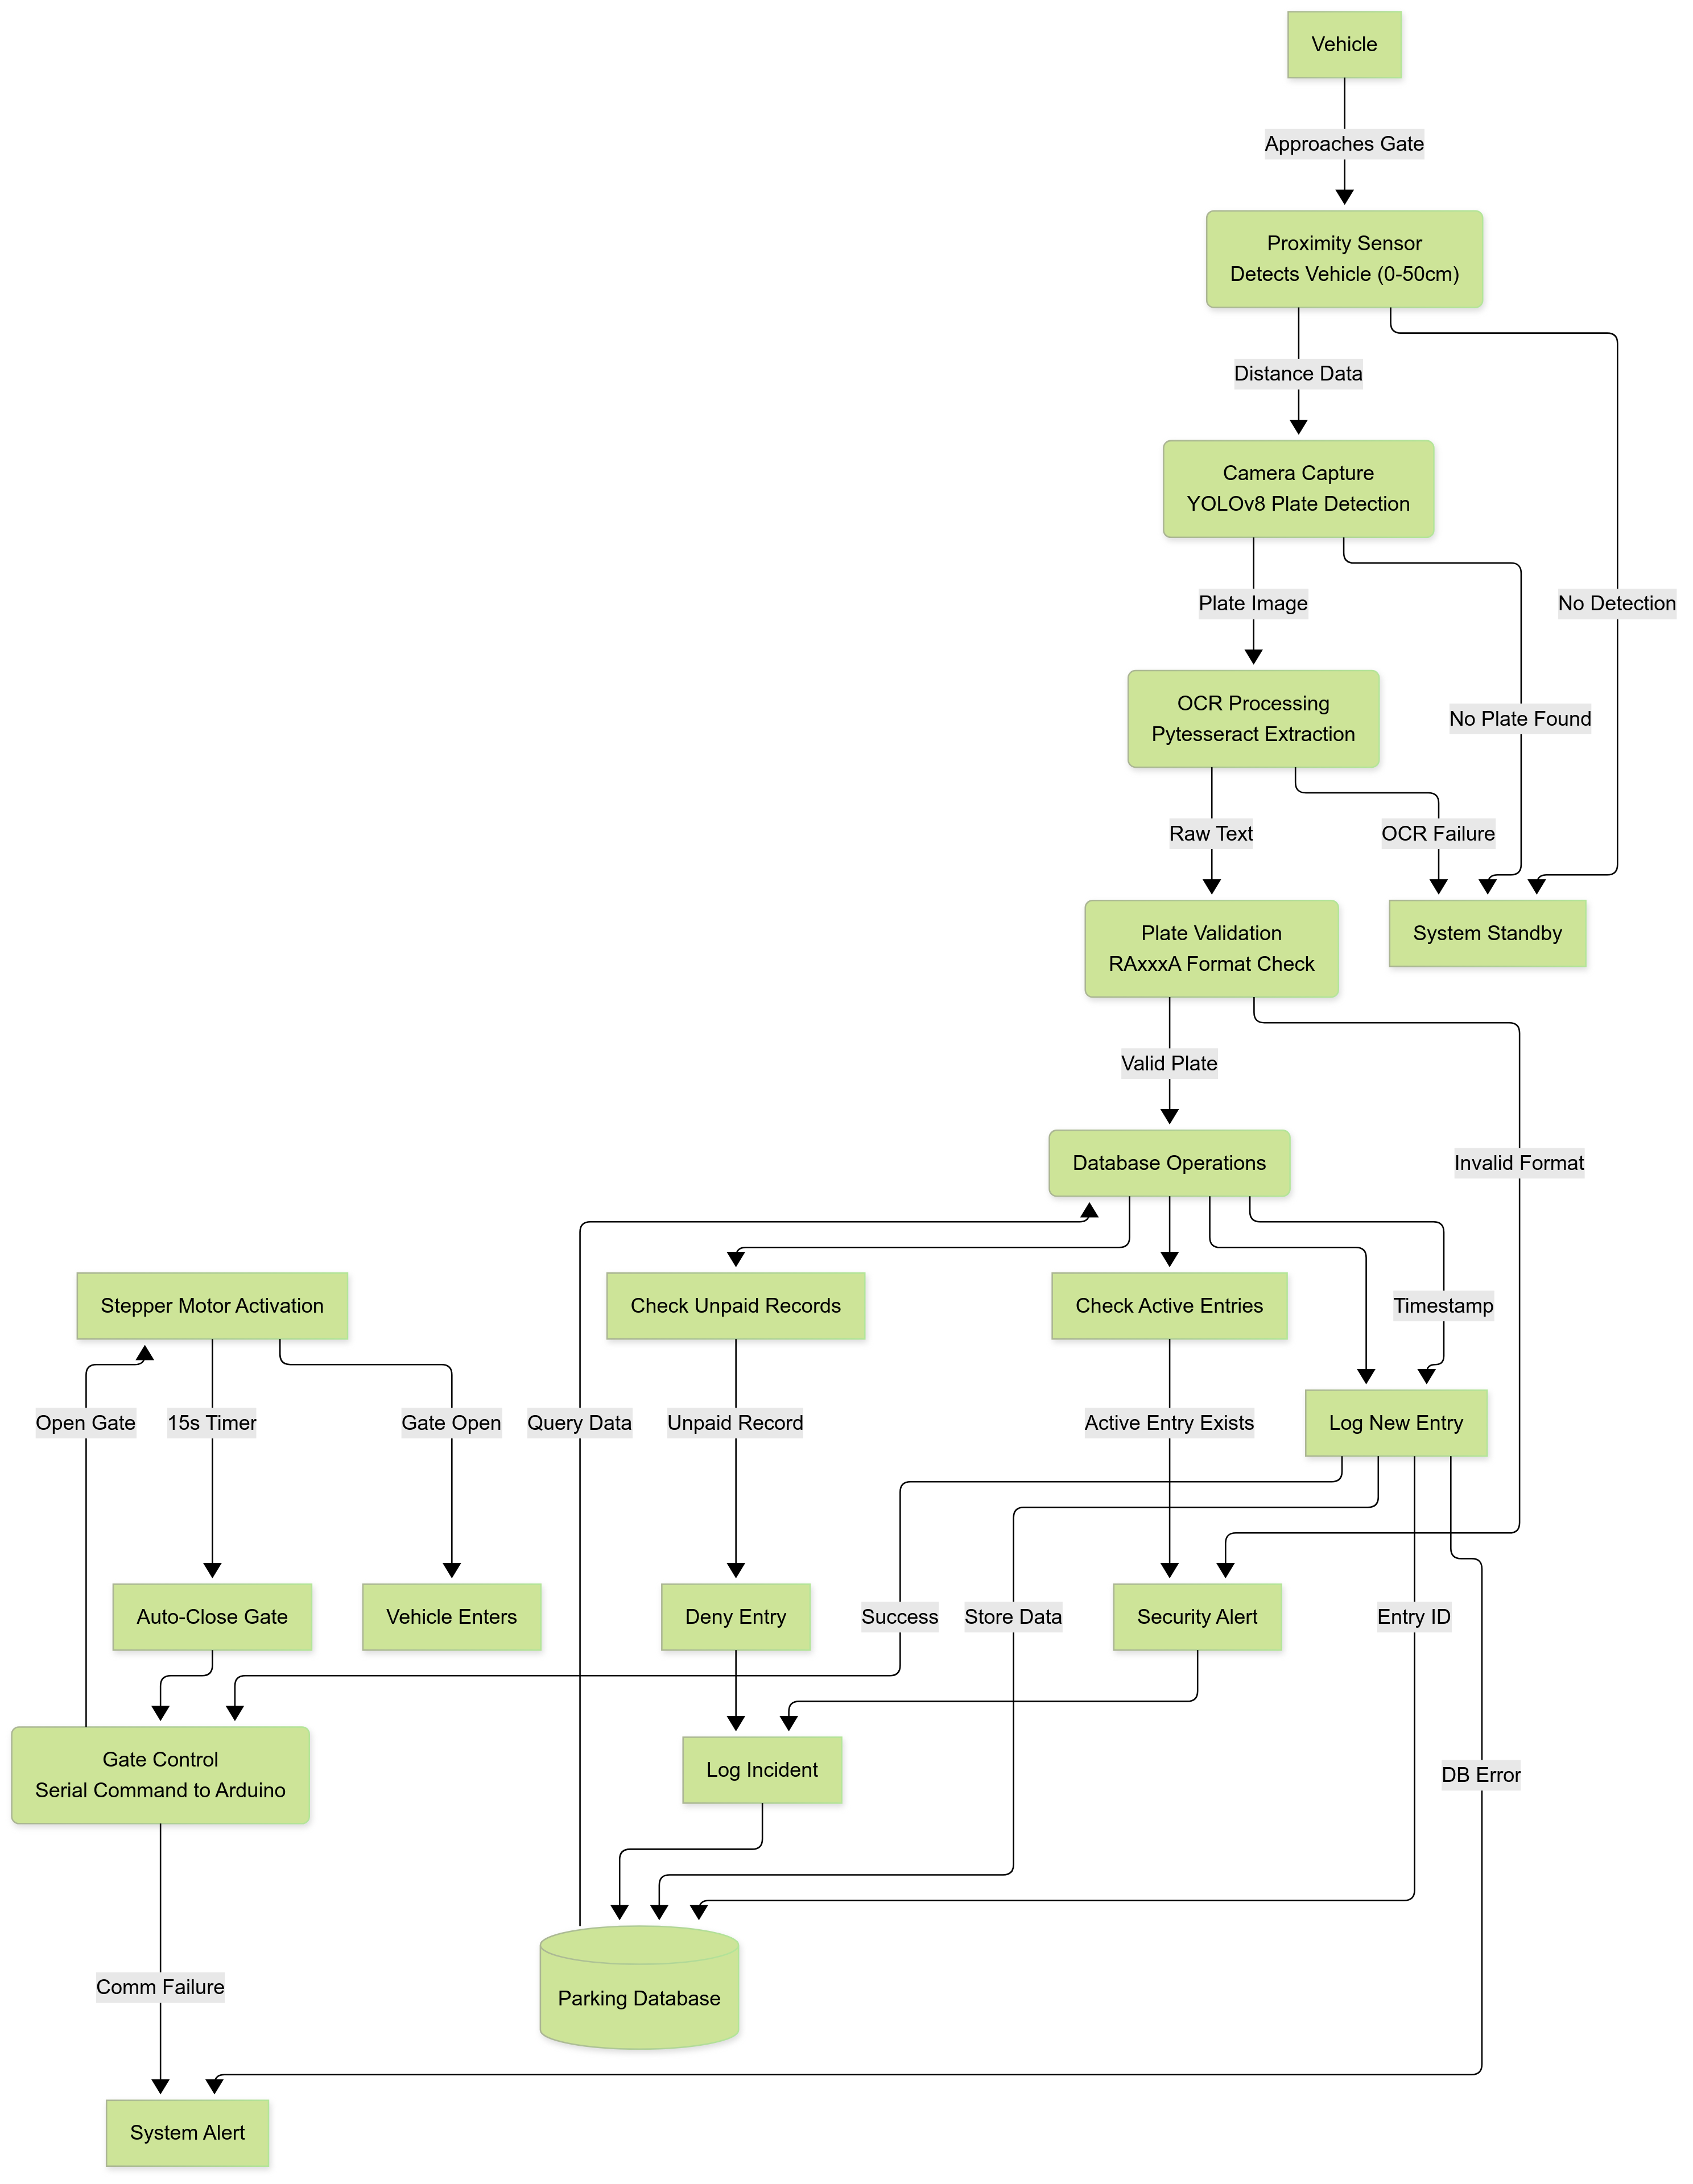 Vehicle
Approaches Gate
Proximity Sensor
Detects Vehicle (0-50cm)
Distance Data
Camera Capture
YOLOv8 Plate Detection
Plate Image
No Detection
OCR Processing
Pytesseract Extraction
No Plate Found
Raw Text
OCR Failure
Plate Validation
RAxxxA Format Check
System Standby
Valid Plate
Database Operations
Invalid Format
Stepper Motor Activation
Check Unpaid Records
Check Active Entries
Timestamp
Open Gate
15s Timer
Gate Open
Query Data
Unpaid Record
Active Entry Exists
Log New Entry
Auto-Close Gate
Vehicle Enters
Deny Entry
Success
Store Data
Security Alert
Entry ID
Gate Control
Serial Command to Arduino
Log Incident
DB Error
Comm Failure
Parking Database
System Alert